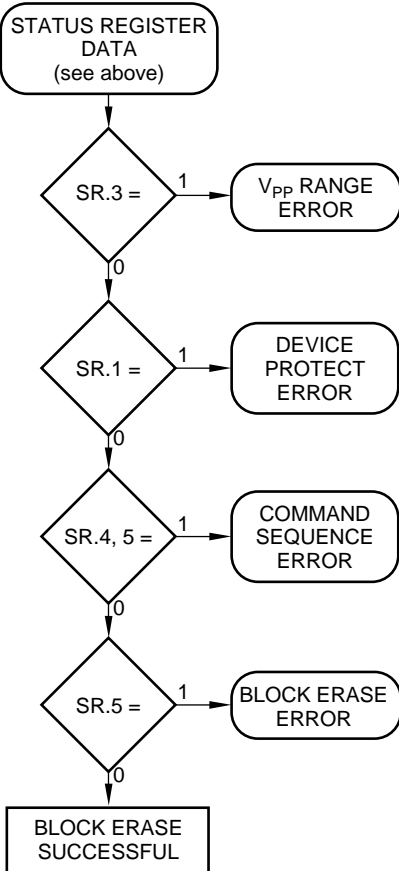 STATUS REGISTER
DATA
(see above)
SR.3 =
1
V_PP RANGE
ERROR
0
SR.1 =
1
DEVICE
PROTECT
ERROR
0
SR.4, 5 =
1
COMMAND
SEQUENCE
ERROR
0
SR.5 =
1
BLOCK ERASE
ERROR
0
BLOCK ERASE
SUCCESSFUL